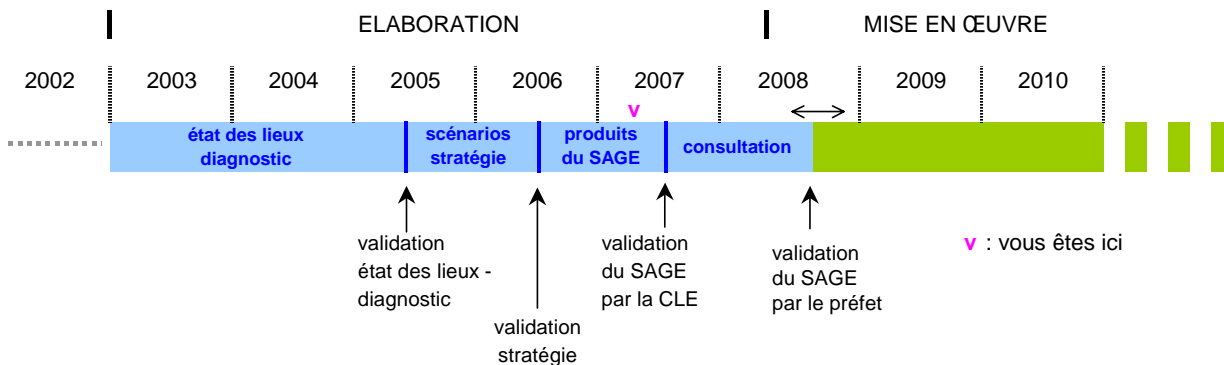 ELABORATION MISE EN ŒUVRE
2002 2003 2004 2005 2006 2007 2008 2009 2010
v
état des lieux
diagnostic
scénarios
stratégie
produits
du SAGE
consultation
validation
état des lieux -
diagnostic
validation
stratégie
validation
du SAGE
par la CLE
validation
du SAGE
par le préfet
v : vous êtes ici